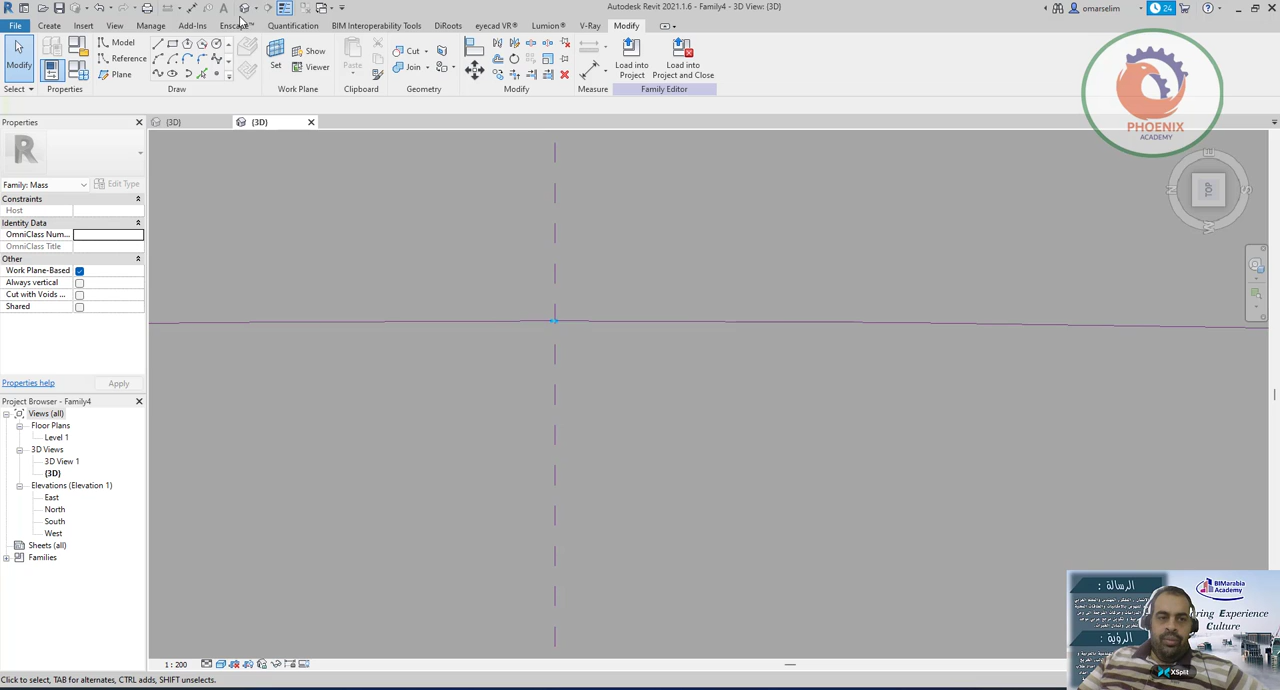 Autodesk Revit 2021.1.6 - Family4 - 3D View: {3D}
omarselim
24
File
Create
Insert
View
Manage
Add-Ins
Enscape™
Quantification
BIM Interoperability Tools
DiRoots
eyecad VR®
Lumion®
V-Ray
Modify
Modify
Model
Reference
Plane
Set
Show
Viewer
Paste
Cut
Join
Load into
Project
Load into
Project and Close
Select
Properties
Draw
Work Plane
Clipboard
Geometry
Modify
Measure
Family Editor
PHOENIX
ACADEMY
Properties
{3D}
{3D}
Family: Mass
Edit Type
Constraints
Host
Identity Data
OmniClass Num...
OmniClass Title
Other
Work Plane-Based
Always vertical
Cut with Voids ...
Shared
Properties help
Apply
TOP
Project Browser - Family4
Views (all)
Floor Plans
Level 1
3D Views
3D View 1
{3D}
Elevations (Elevation 1)
East
North
South
West
Sheets (all)
Families
1 : 200
Click to select, TAB for alternates, CTRL adds, SHIFT unselects.
الرسالة :
الرؤية :
BIMarabia
Academy
Experience
Culture
XSplit